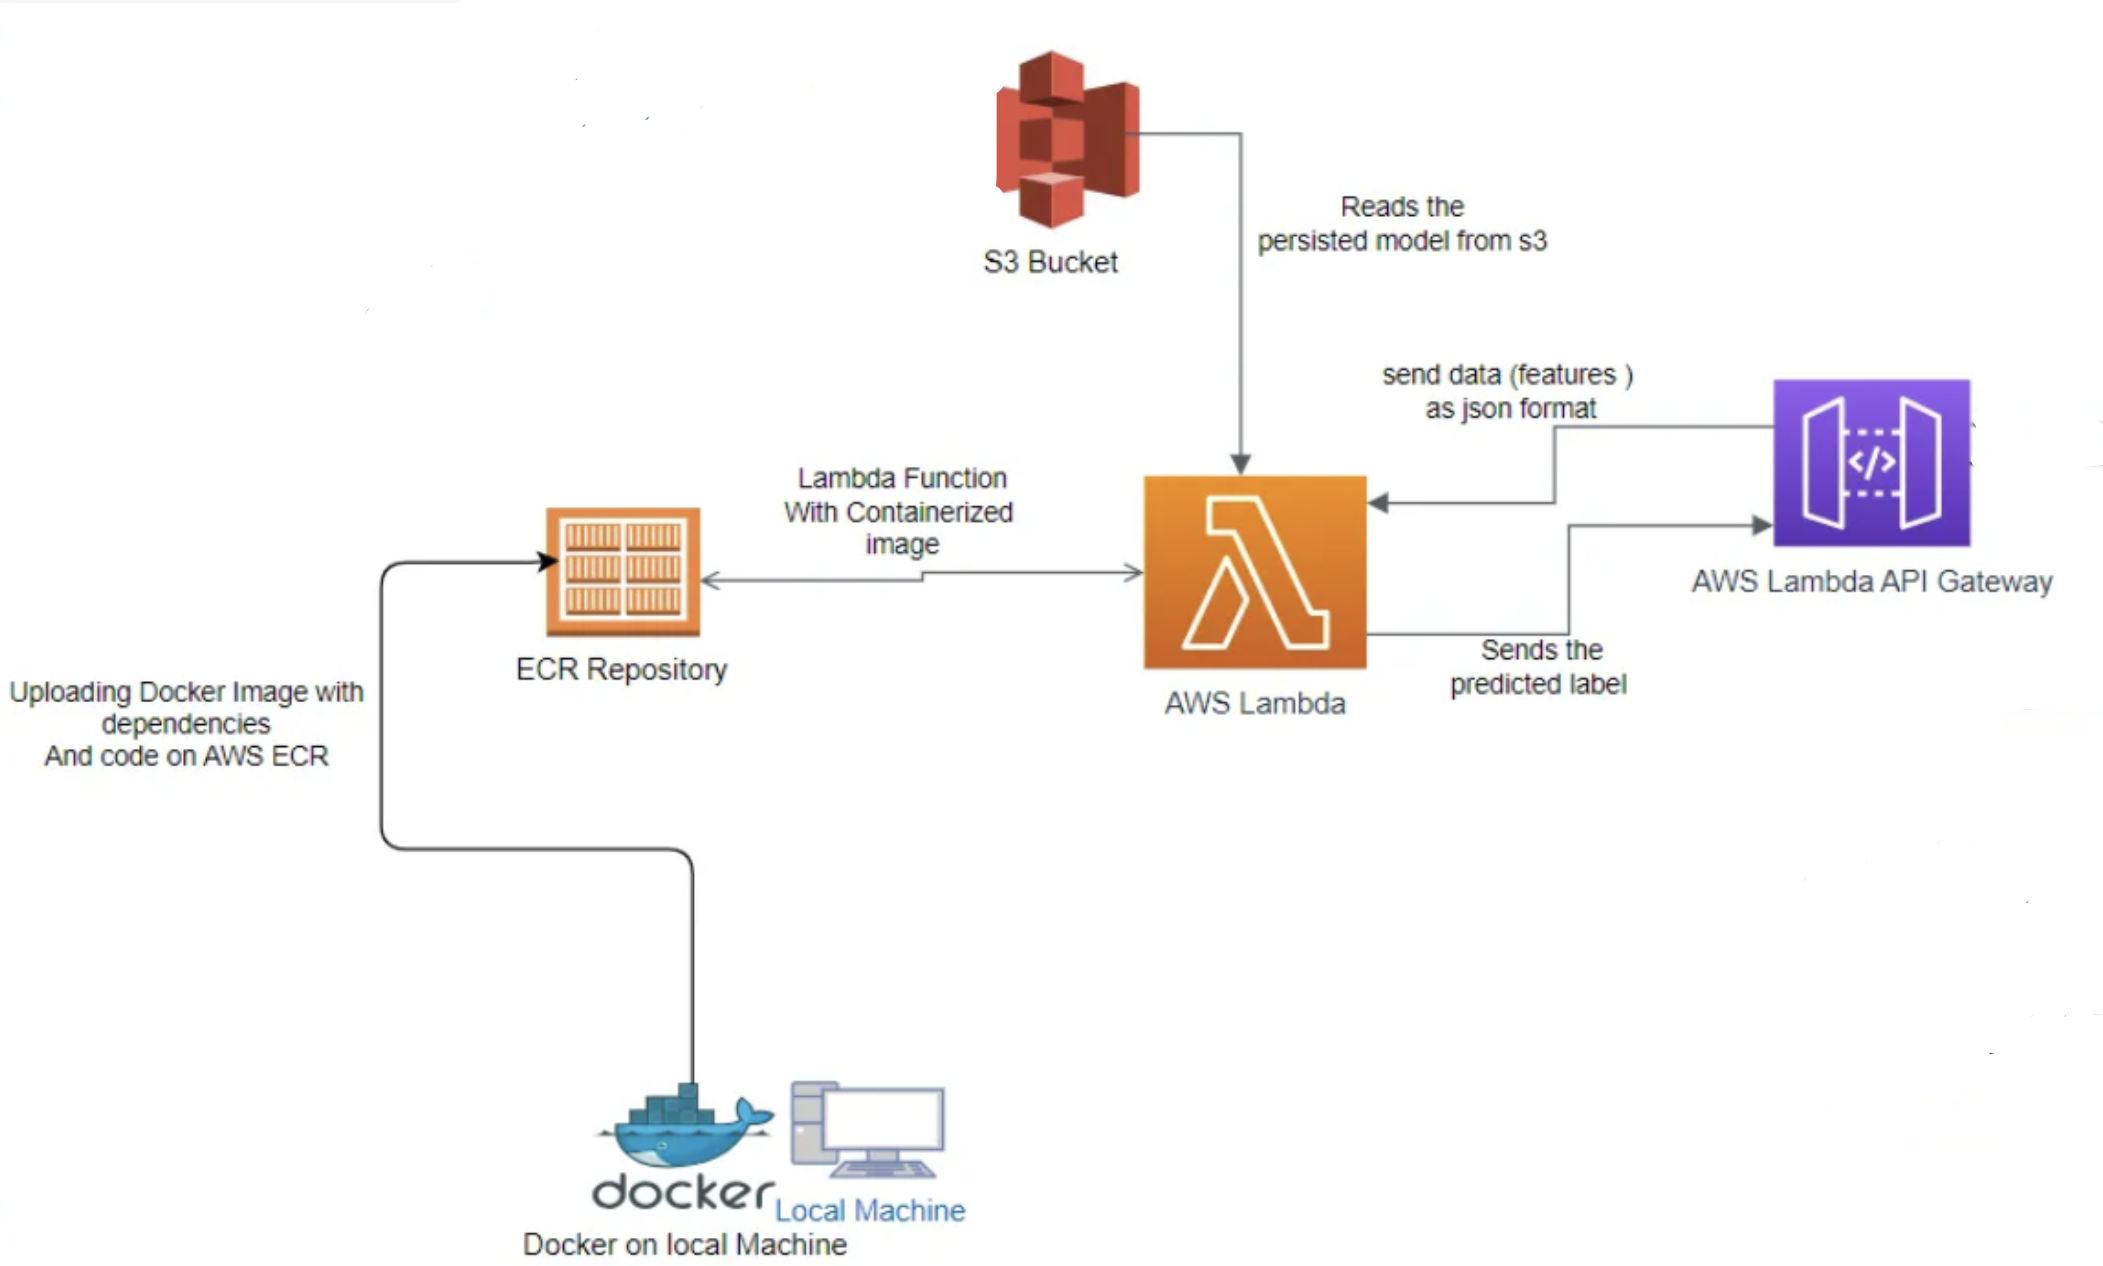 S3 Bucket
Reads the
persisted model from s3
send data (features )
as json format
</>
AWS Lambda API Gateway
Lambda Function
With Containerized
image
ECR Repository
AWS Lambda
Sends the
predicted label
Uploading Docker Image with
dependencies
And code on AWS ECR
docker
Local Machine
Docker on local Machine